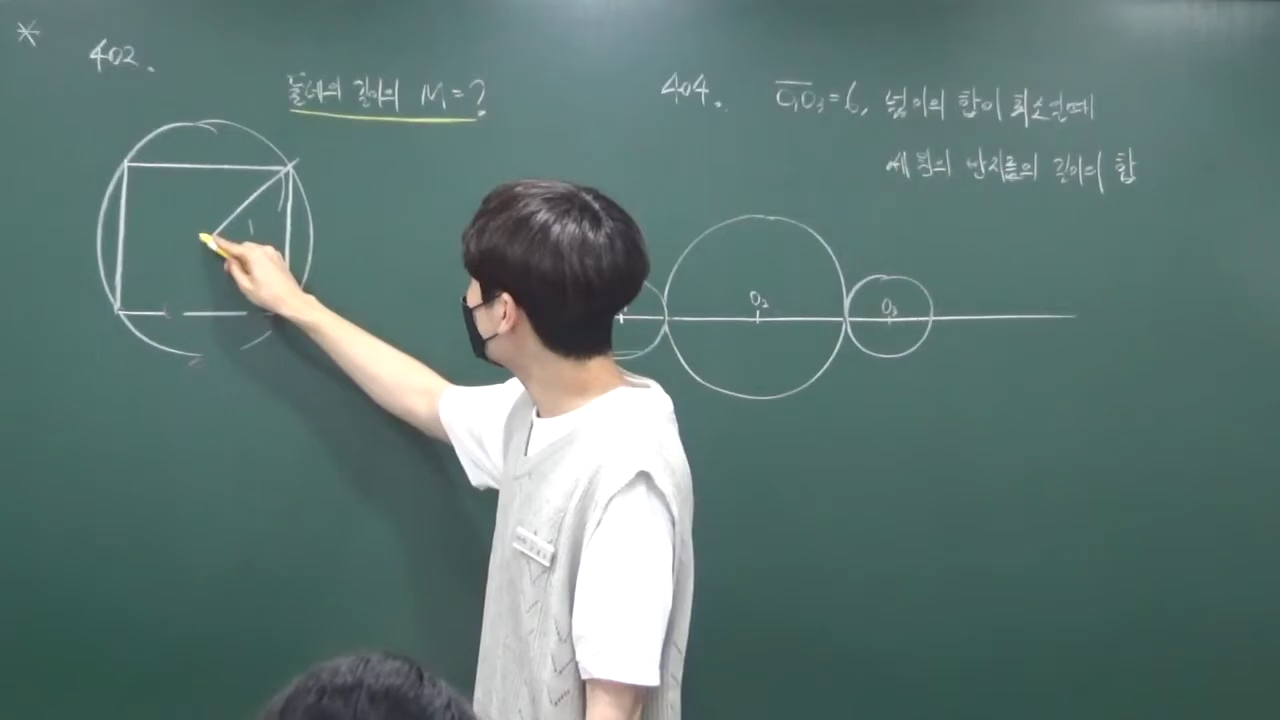 *
402.
둘레의 길이의 M = ?
1
404. O₁O₃ = 6, 넓이의 합이 최소일때
세 원의 반지름의 길이의 합
O₂
O₃